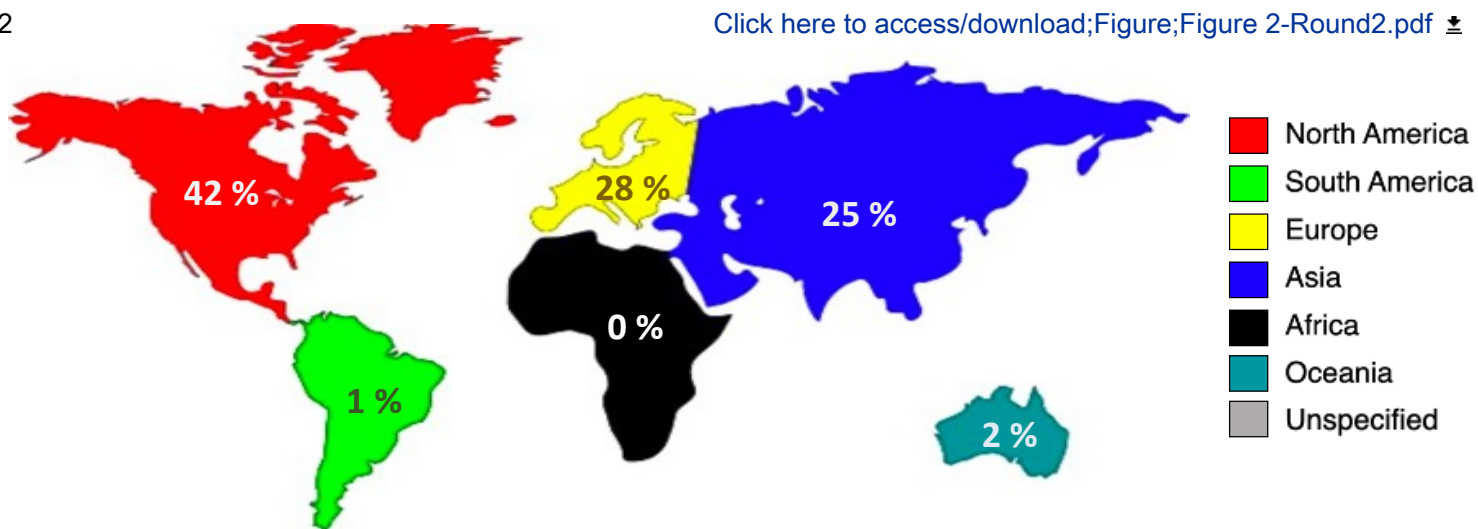 2
Click here to access/download;Figure;Figure 2-Round2.pdf
42 %
28 %
25 %
0 %
1 %
2 %
North America
South America
Europe
Asia
Africa
Oceania
Unspecified